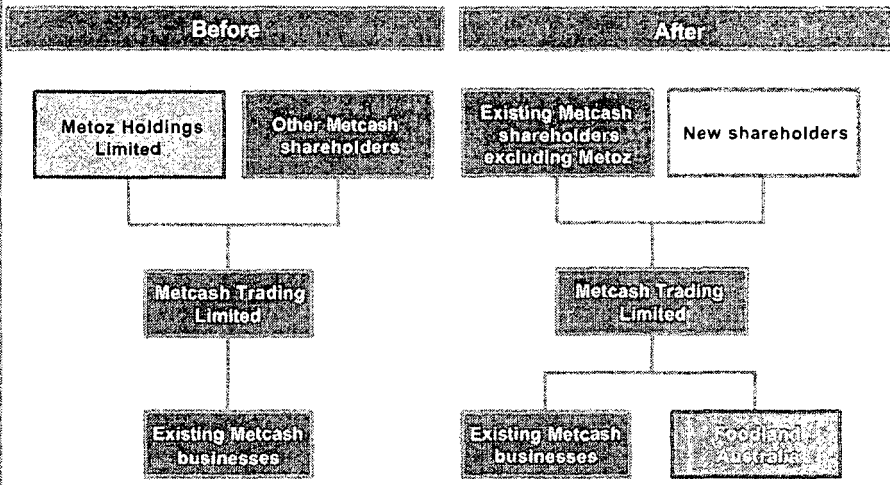 Before
After
Metoz Holdings
Limited
Other Metcash
shareholders
Existing Metcash
shareholders
excluding Metoz
New shareholders
Metcash Trading
Limited
Metcash Trading
Limited
Existing Metcash
businesses
Existing Metcash
businesses
Foodland
Australia